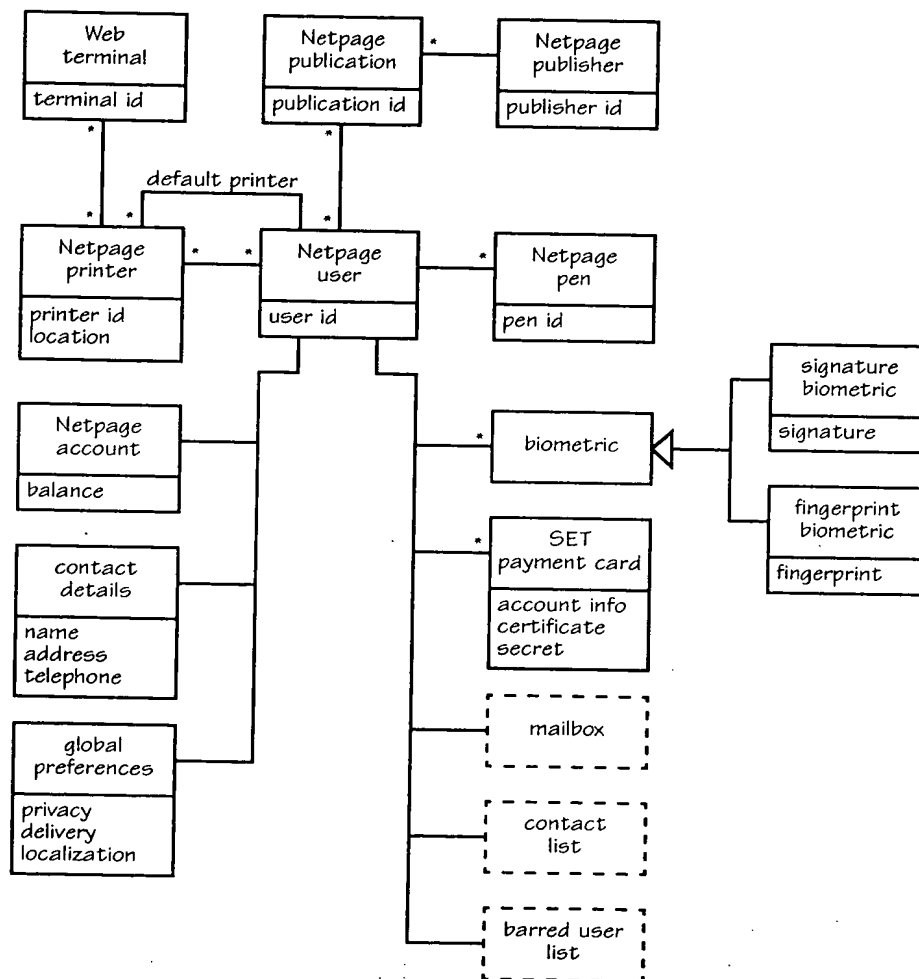 Web
terminal
terminal id
Netpage
publication
publication id
Netpage
publisher
publisher id
*
*
*
default printer
*
*
*
Netpage
printer
printer id
location
*
*
Netpage
user
user id
*
Netpage
pen
pen id
Netpage
account
balance
contact
details
name
address
telephone
global
preferences
privacy
delivery
localization
*
biometric
signature
biometric
signature
fingerprint
biometric
fingerprint
*
SET
payment card
account info
certificate
secret
mailbox
contact
list
barred user
list